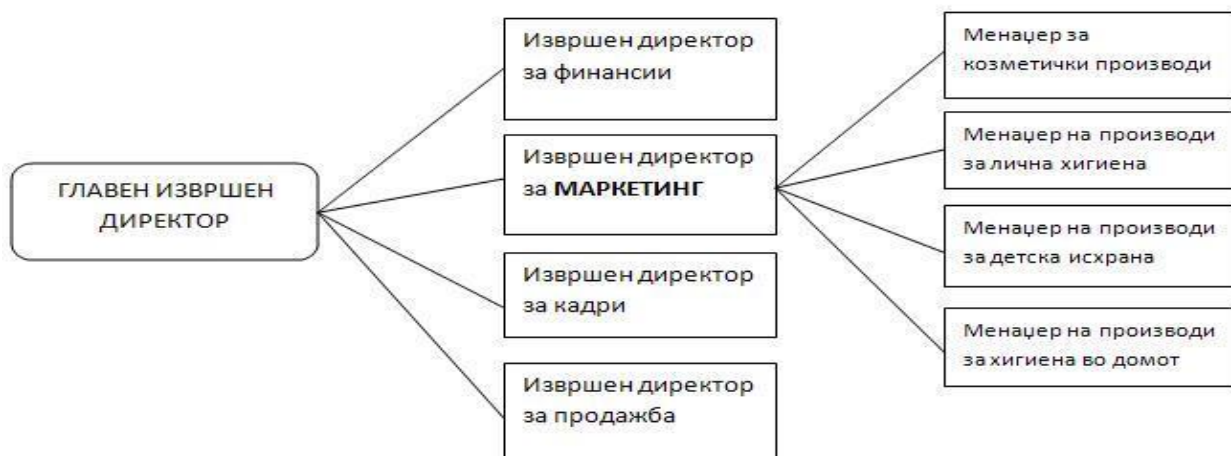 ГЛАВЕН ИЗВРШЕН
ДИРЕКТОР
Извршен директор
за финансии
Извршен директор
за МАРКЕТИНГ
Извршен директор
за кадри
Извршен директор
за продажба
Менаџер за
козметички производи
Менаџер на производи
за лична хигиена
Менаџер на производи
за детска исхрана
Менаџер на производи
за хигиена во домот